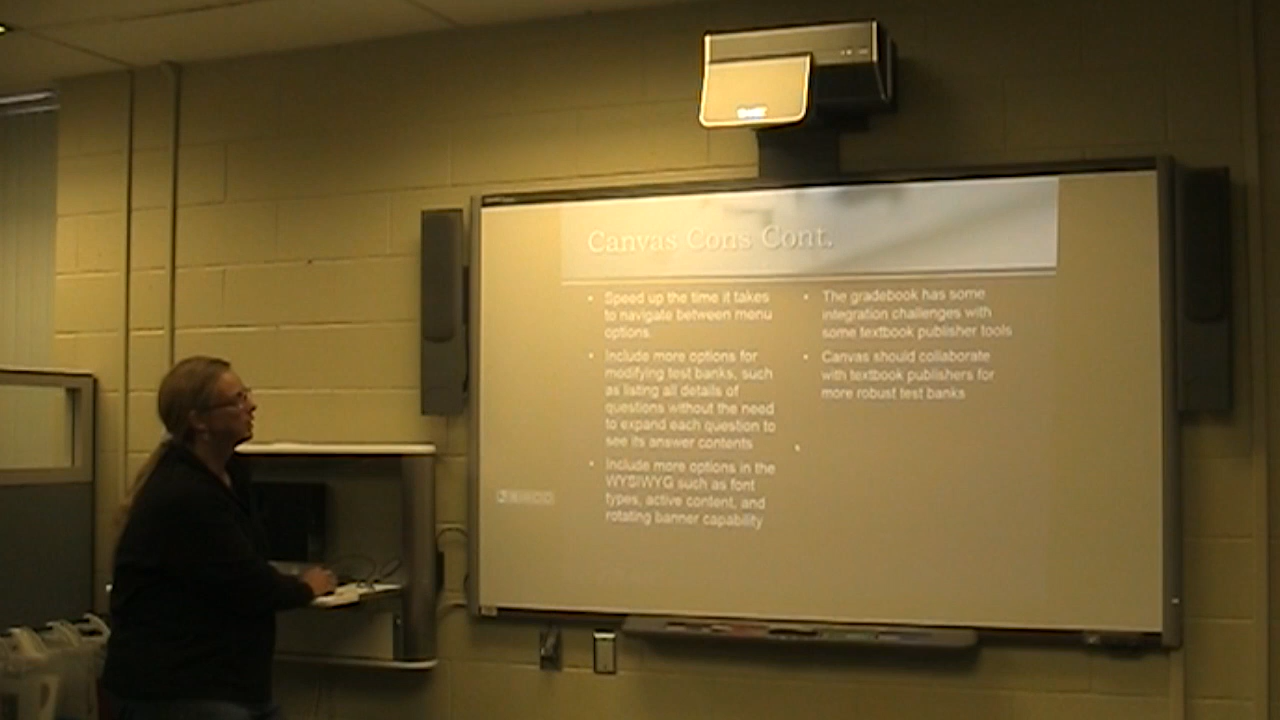 Canvas Cons Cont.
• Speed up the time it takes
to navigate between menu
options
• Include more options for
modifying test banks, such
as listing all details of
questions without the need
to expand each question to
see its answer contents
• Include more options in the
WYSIWYG such as font
types, active content, and
rotating banner capability
• The gradebook has some
integration challenges with
some textbook publisher tools
• Canvas should collaborate
with textbook publishers for
more robust test banks